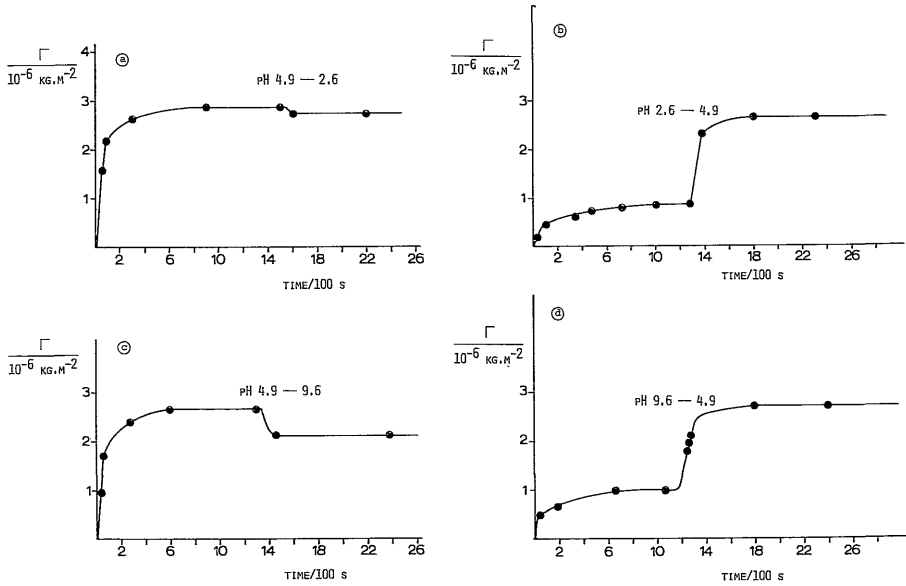 Γ
10⁻⁶ KG.M⁻²
4
3
2
1
ⓐ
PH 4.9 — 2.6
2 6 10 14 18 22 26
TIME/100 S
Γ
10⁻⁶ KG.M⁻²
3
2
1
ⓑ
PH 2.6 — 4.9
2 6 10 14 18 22 26
TIME/100 S
Γ
10⁻⁶ KG.M⁻²
3
2
1
ⓒ
PH 4.9 — 9.6
2 6 10 14 18 22 26
TIME/100 S
Γ
10⁻⁶ KG.M⁻²
3
2
1
ⓓ
PH 9.6 — 4.9
2 6 10 14 18 22 26
TIME/100 S